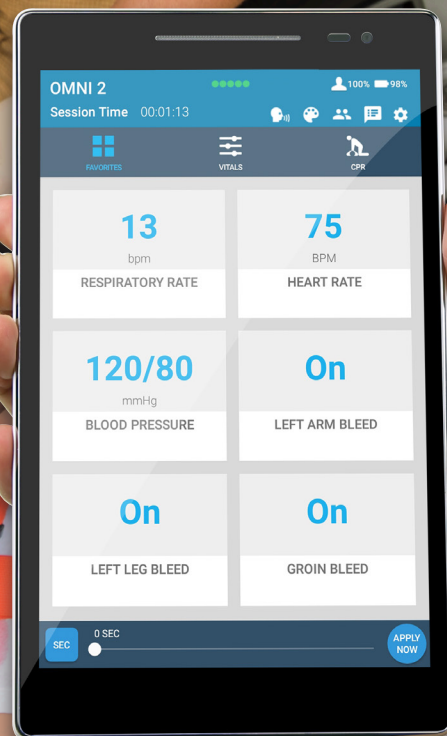 OMNI 2
100% 98%
Session Time 00:01:13
FAVORITES
VITALS
CPR
13
bpm
RESPIRATORY RATE
75
BPM
HEART RATE
120/80
mmHg
BLOOD PRESSURE
On
LEFT ARM BLEED
On
LEFT LEG BLEED
On
GROIN BLEED
SEC
0 SEC
APPLY
NOW